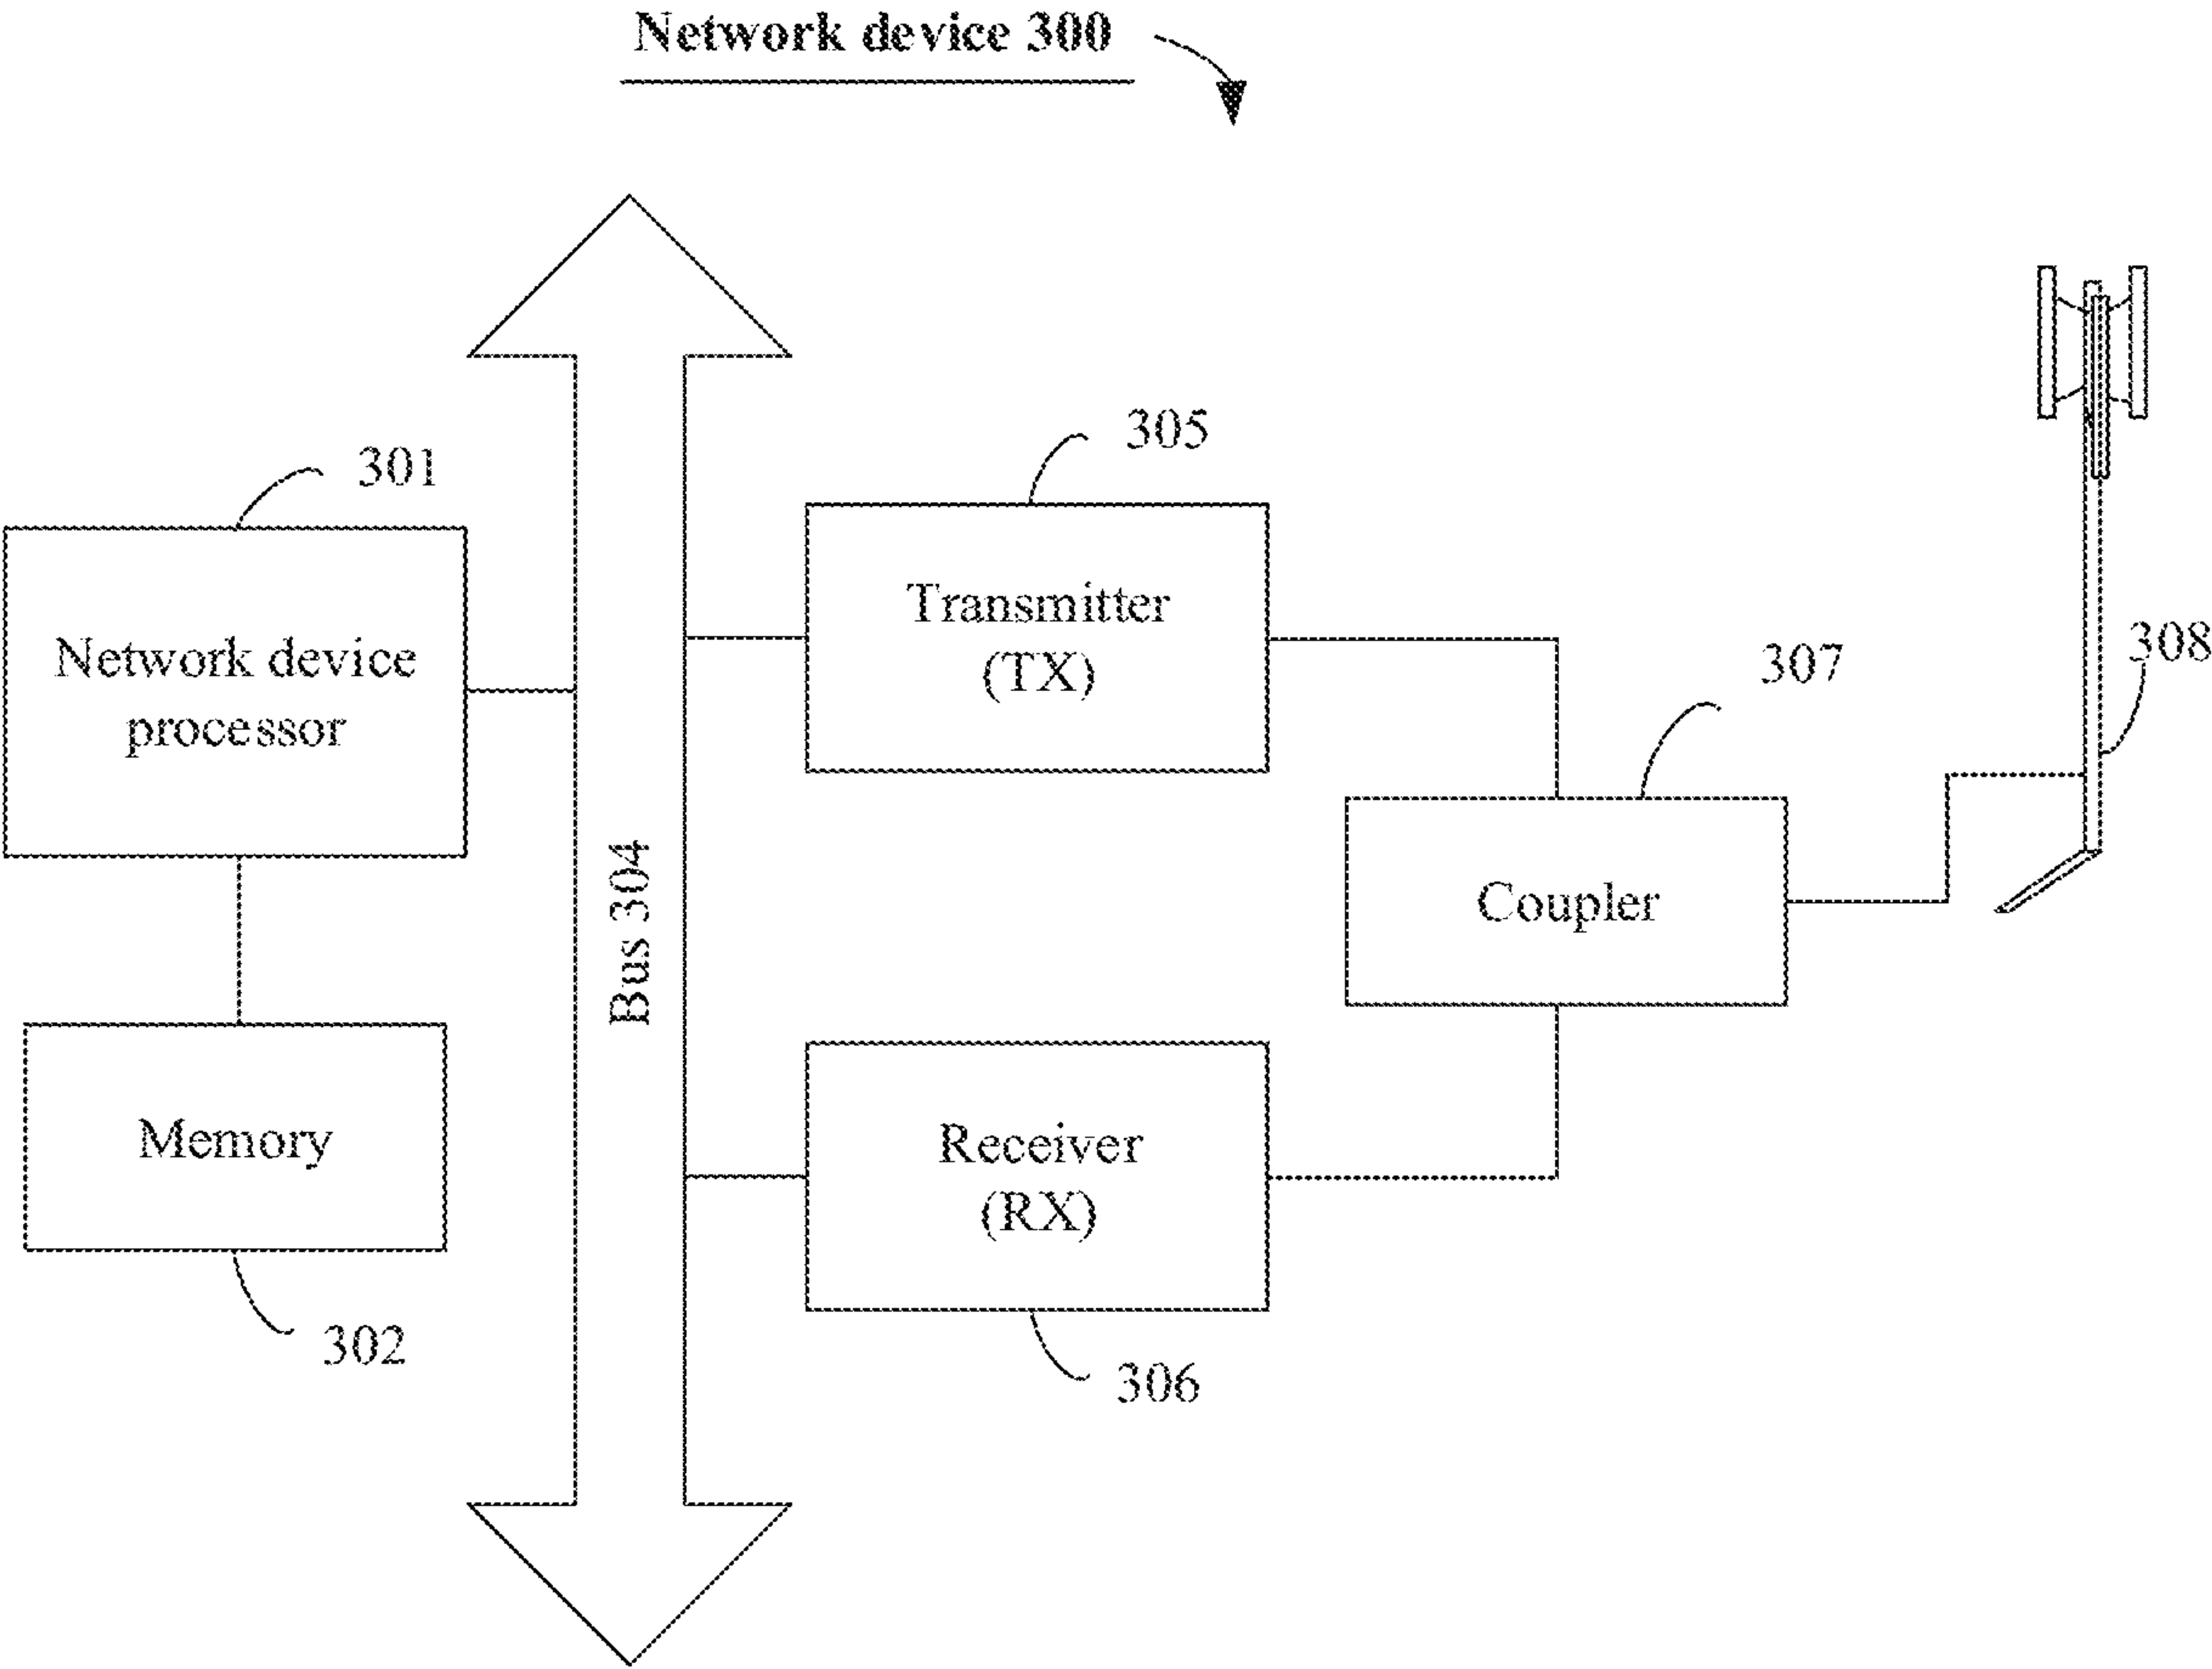 Network device 300
305
301
Transmitter
(TX)
308
307
Network device
processor
Bus 304
Coupler
Memory
Receiver
(RX)
302
306